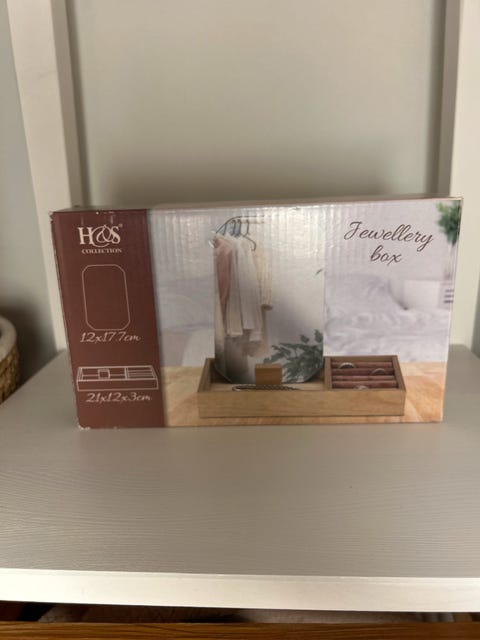 H&S®
COLLECTION
12x17.7cm
21x12x3cm
Jewellery
box